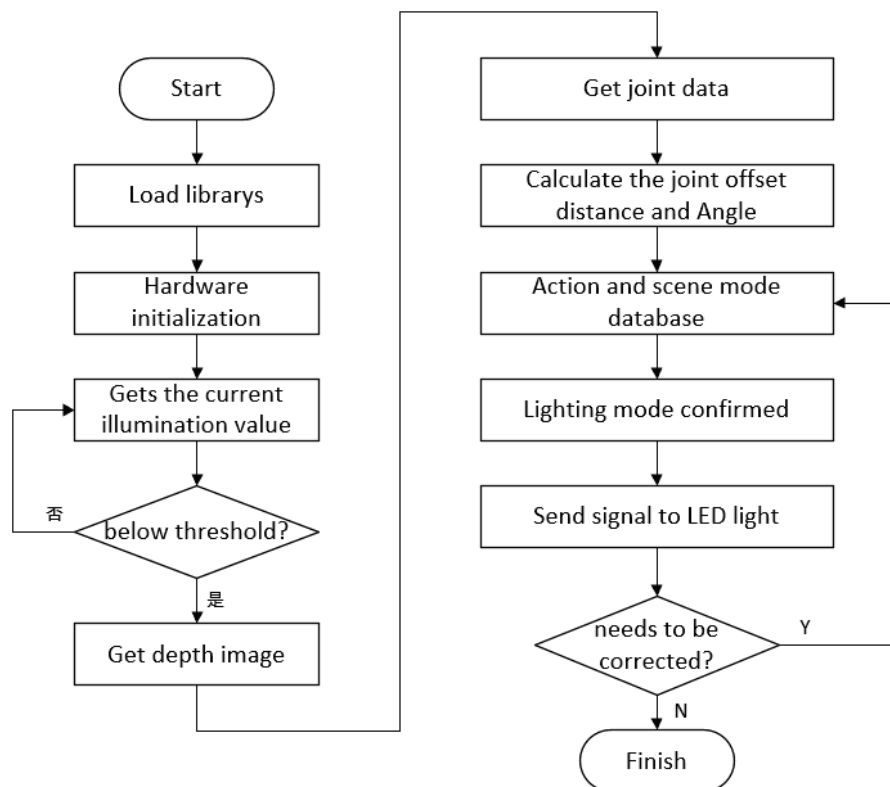 Start
Load librarys
Hardware
initialization
Gets the current
illumination value
below threshold?
否
是
Get depth image
Get joint data
Calculate the joint offset
distance and Angle
Action and scene mode
database
Lighting mode confirmed
Send signal to LED light
needs to be
corrected?
Y
N
Finish